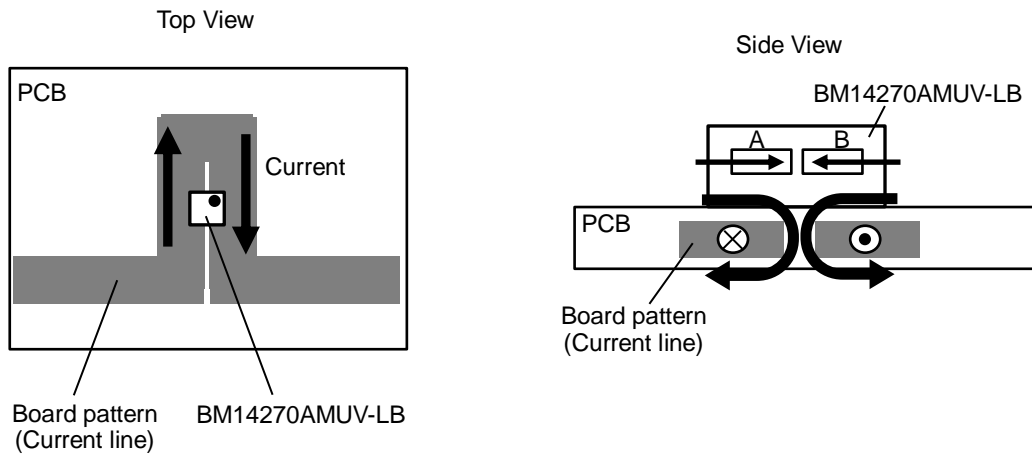 Top View
PCB
Current
Board pattern
(Current line)
BM14270AMUV-LB
Side View
BM14270AMUV-LB
A
B
PCB
Board pattern
(Current line)